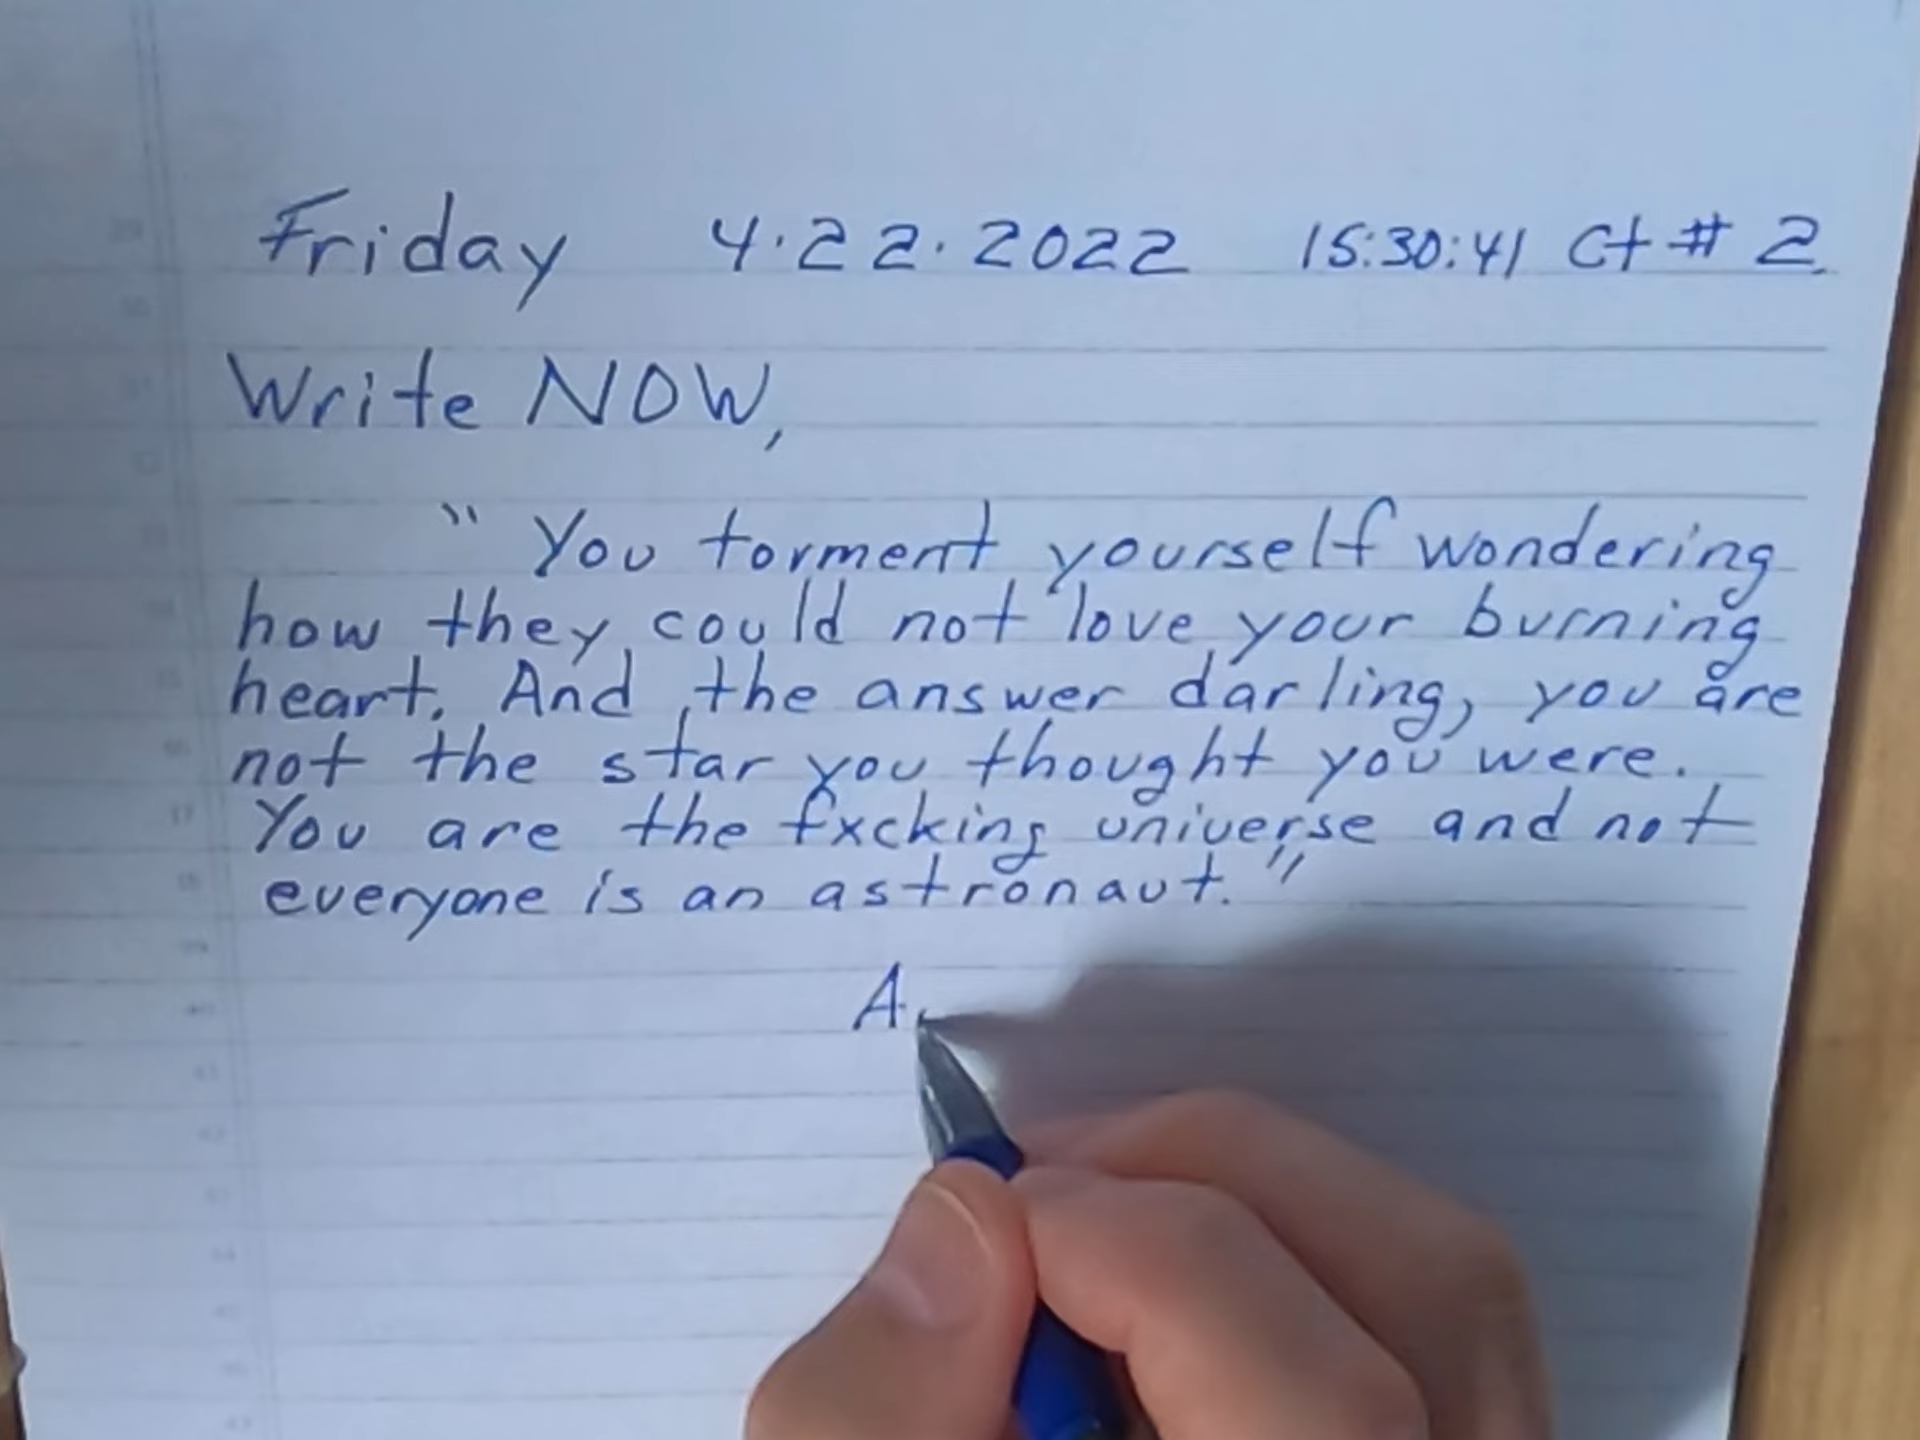 Friday 4.22.2022 15:30:41 Ct # 2
Write NOW,
"You torment yourself wondering
how they could not love your burning
heart. And the answer darling, you are
not the star you thought you were.
You are the fxcking universe and not
everyone is an astronaut."
A